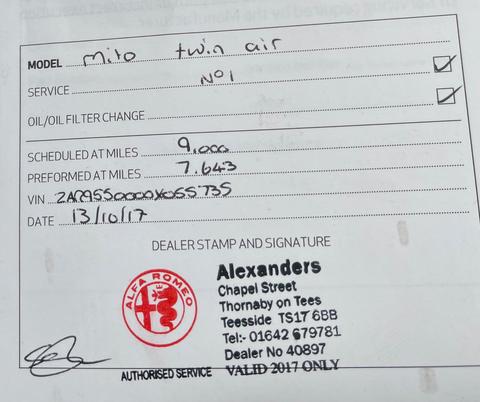 MODEL mito twin air
SERVICE NO1
OIL/OIL FILTER CHANGE
SCHEDULED AT MILES 9,000
PREFORMED AT MILES 7.643
VIN
DATE 13/10/17
DEALER STAMP AND SIGNATURE
ALFA ROMEO
Alexanders
Chapel Street
Thornaby on Tees
Teesside TS17 6BB
Tel:- 01642 679781
Dealer No 40897
AUTHORISED SERVICE VALID 2017 ONLY